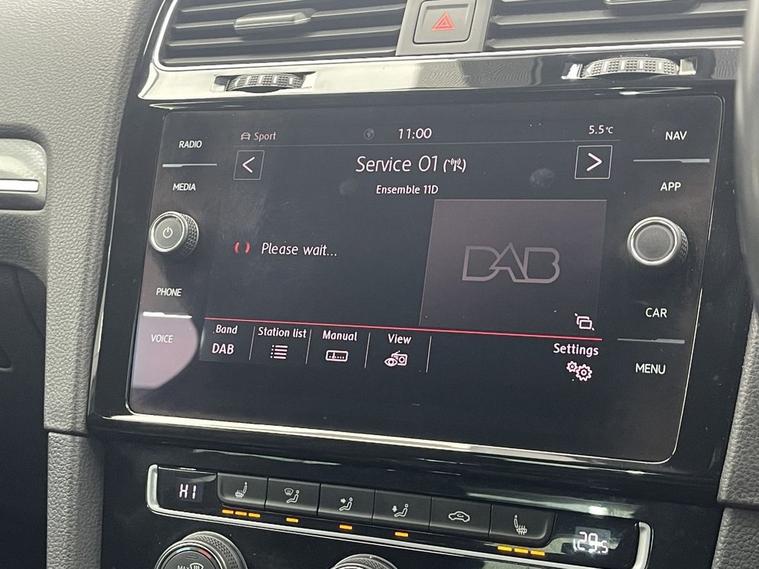 RADIO
MEDIA
PHONE
VOICE
Sport 11:00 5.5°C
Service 01
Ensemble 11D
Please wait...
DAB
Band
DAB
Station list
Manual
View
Settings
NAV
APP
CAR
MENU
HI
29.5
MAX